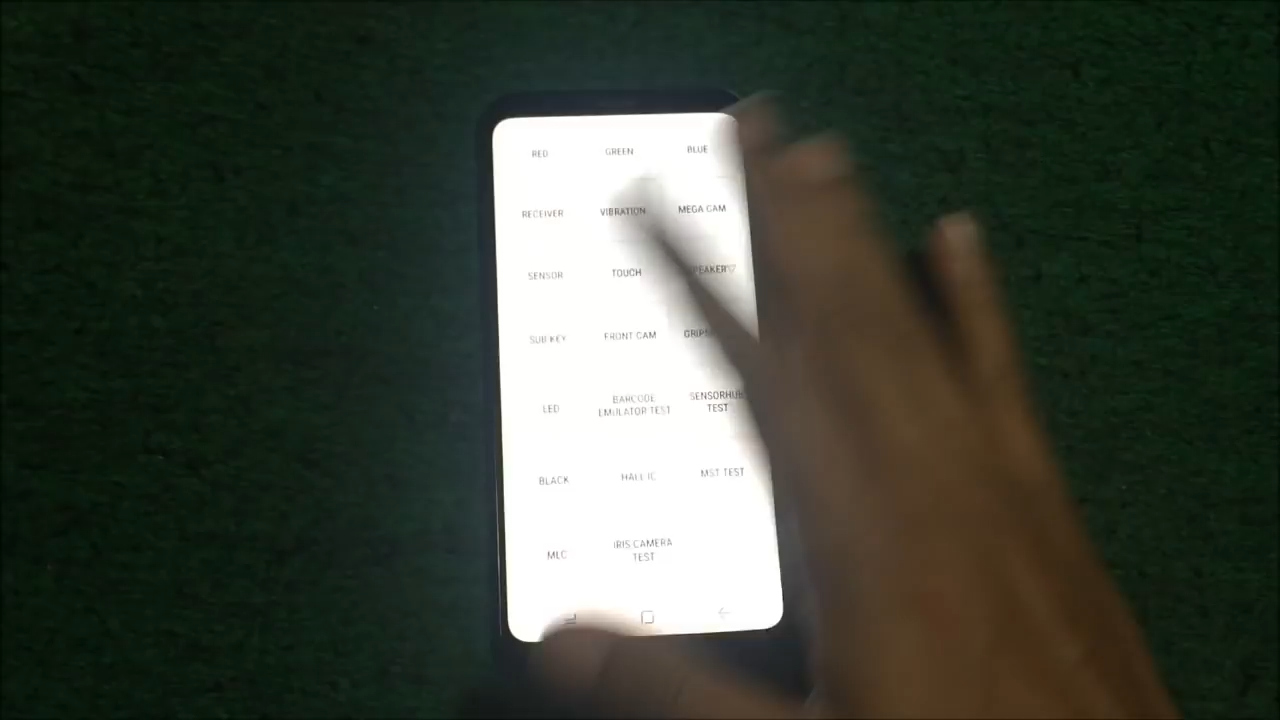 RED GREEN BLUE
RECEIVER VIBRATION MEGA CAM
SENSOR TOUCH
SUB KEY FRONT CAM
LED BARCODE EMULATOR TEST SENSORHUB TEST
BLACK HALL IC MST TEST
MLC IRIS CAMERA TEST